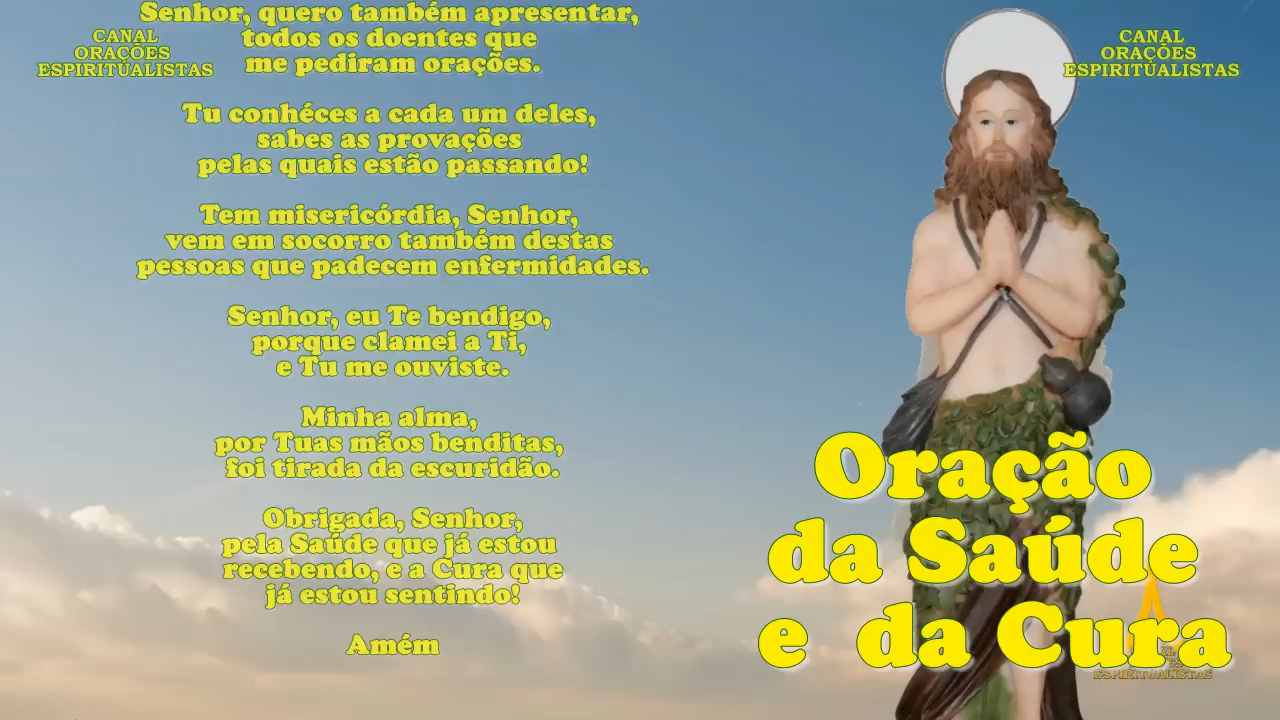 Senhor, quero também apresentar,
todos os doentes que
me pediram orações.
Tu conhéces a cada um deles,
sabes as provações
pelas quais estão passando!
Tem misericórdia, Senhor,
vem em socorro também destas
pessoas que padecem enfermidades.
Senhor, eu Te bendigo,
porque clamei a Ti,
e Tu me ouviste.
Minha alma,
por Tuas mãos benditas,
foi tirada da escuridão.
Obrigada, Senhor,
pela Saúde que já estou
recebendo, e a Cura que
já estou sentindo!
Amém
CANAL
ORAÇÕES
ESPIRITUALISTAS
CANAL
ORAÇÕES
ESPIRITUALISTAS
Oração
da Saúde
e da Cura
ESPIRITUALISTAS